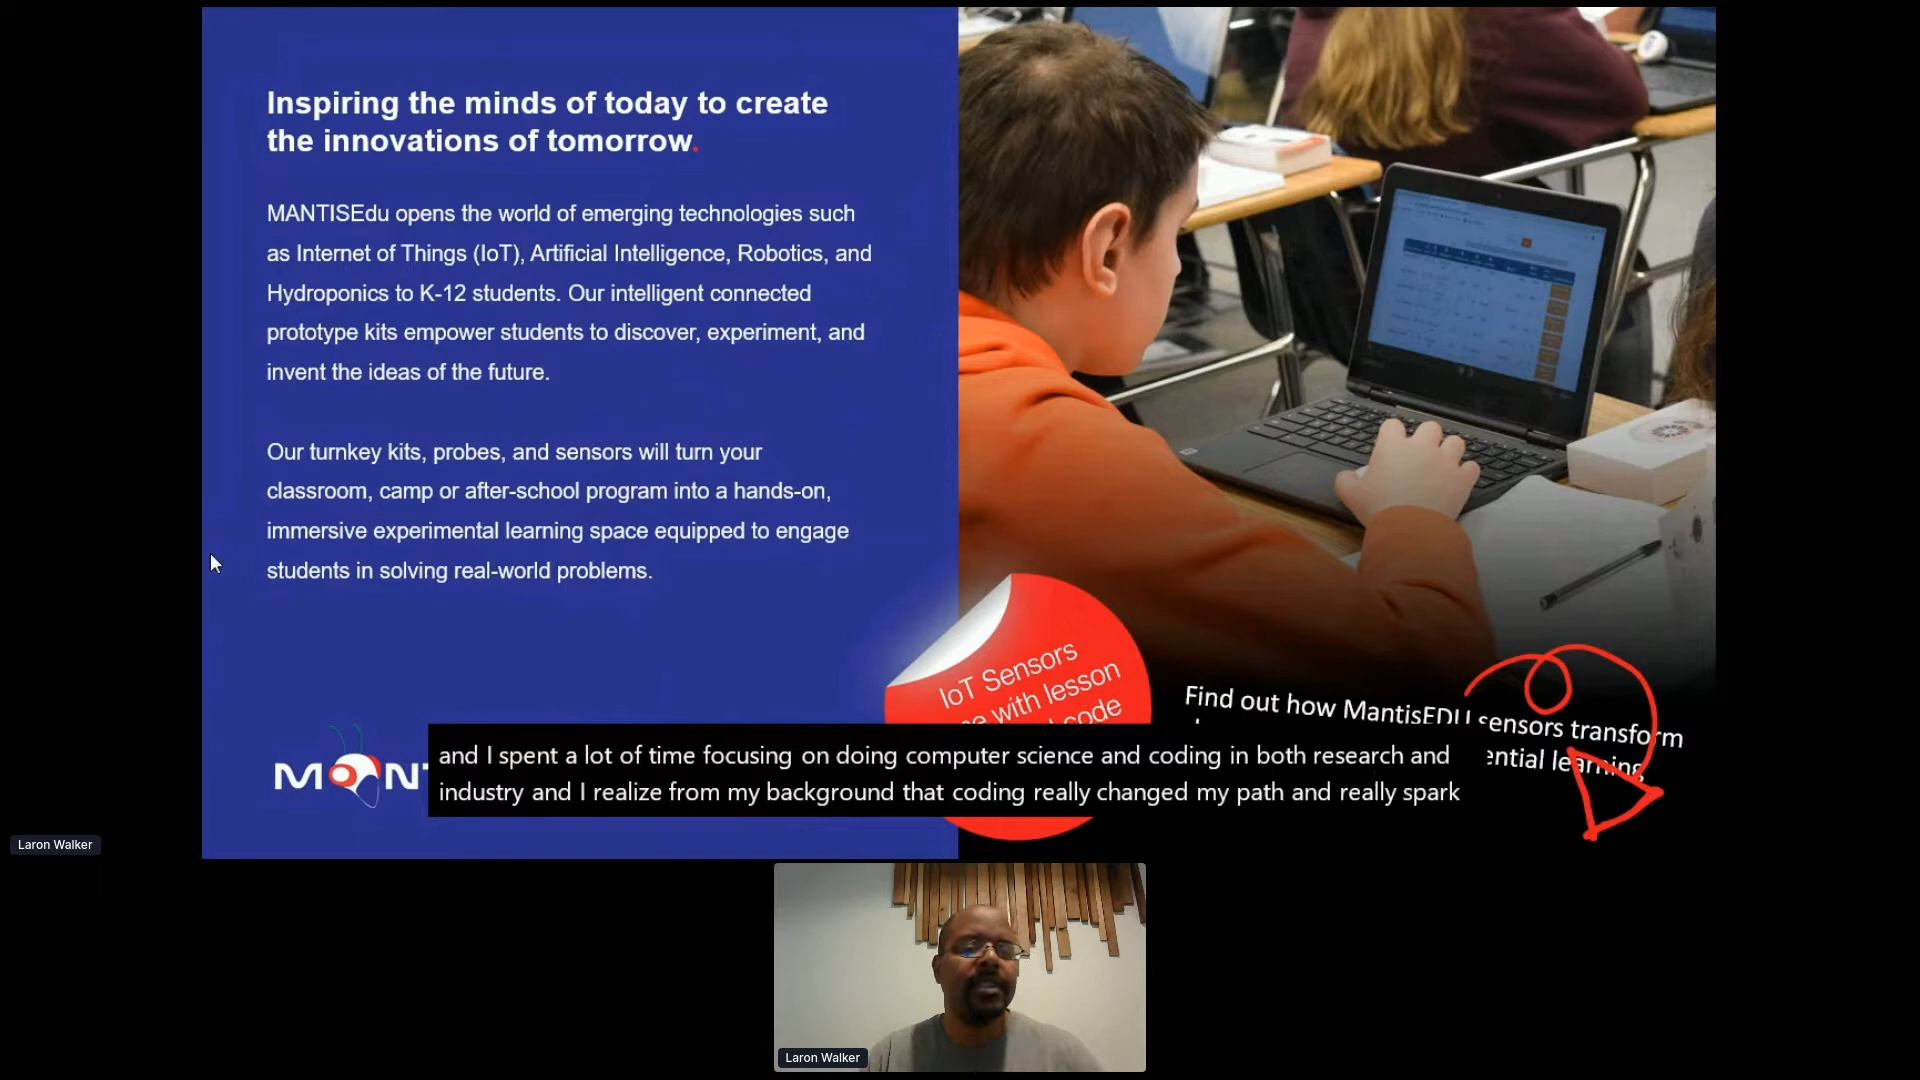 Inspiring the minds of today to create
the innovations of tomorrow.
MANTISEdu opens the world of emerging technologies such
as Internet of Things (IoT), Artificial Intelligence, Robotics, and
Hydroponics to K-12 students. Our intelligent connected
prototype kits empower students to discover, experiment, and
invent the ideas of the future.
Our turnkey kits, probes, and sensors will turn your
classroom, camp or after-school program into a hands-on,
immersive experimental learning space equipped to engage
students in solving real-world problems.
IoT Sensors
with lesson
code
Find out how MantisEDU sensors transform
learning
and I spent a lot of time focusing on doing computer science and coding in both research and
industry and I realize from my background that coding really changed my path and really spark
Laron Walker
Laron Walker